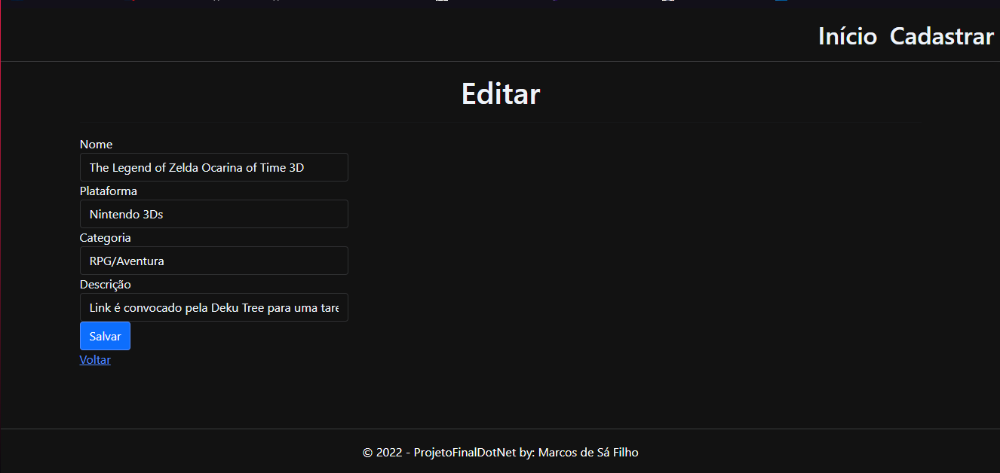 Início Cadastrar
Editar
Nome
The Legend of Zelda Ocarina of Time 3D
Plataforma
Nintendo 3Ds
Categoria
RPG/Aventura
Descrição
Link é convocado pela Deku Tree para uma tare
Salvar
Voltar
© 2022 - ProjetoFinalDotNet by: Marcos de Sá Filho